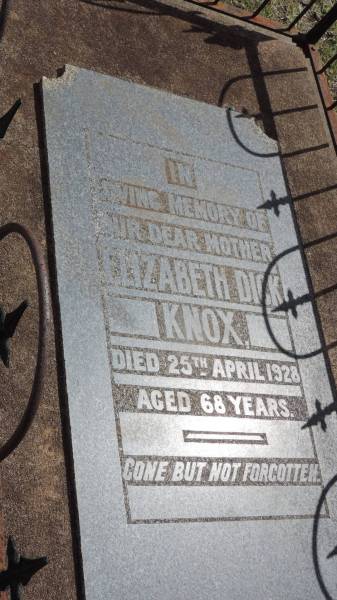 IN
LOVING MEMORY OF
OUR DEAR MOTHER
ELIZABETH DICK
KNOX,
DIED 25TH APRIL 1928
AGED 68 YEARS.
GONE BUT NOT FORGOTTEN.